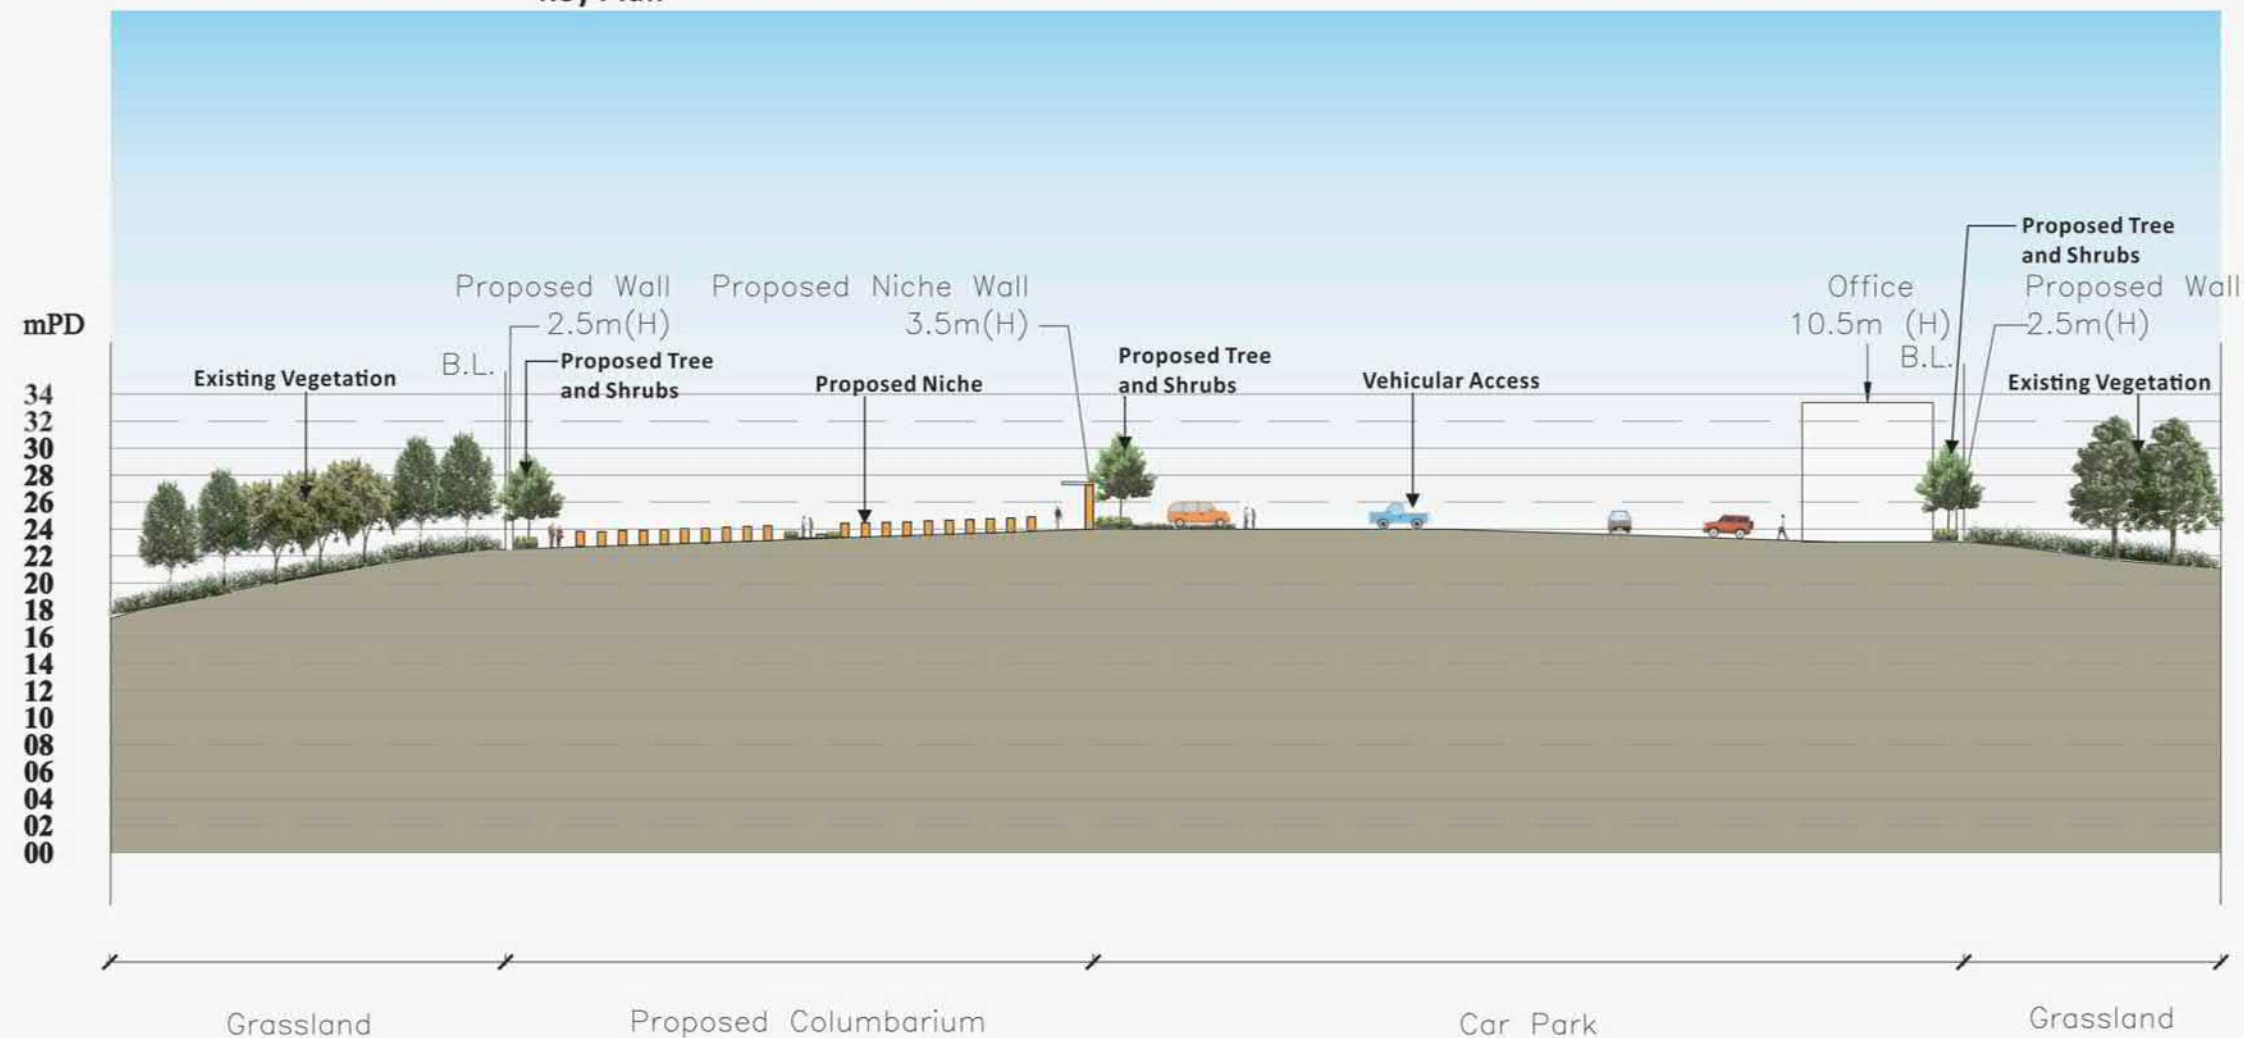 Key Plan
Proposed Tree
and Shrubs
Proposed Wall
2.5m(H)
Proposed Niche Wall
3.5m(H)
Office
10.5m (H)
Proposed Wall
2.5m(H)
mPD
B.L.
Proposed Tree
and Shrubs
Proposed Tree
and Shrubs
B.L.
Existing Vegetation
Proposed Niche
Vehicular Access
Existing Vegetation
34
32
30
28
26
24
22
20
18
16
14
12
10
08
06
04
02
00
Grassland
Proposed Columbarium
Car Park
Grassland